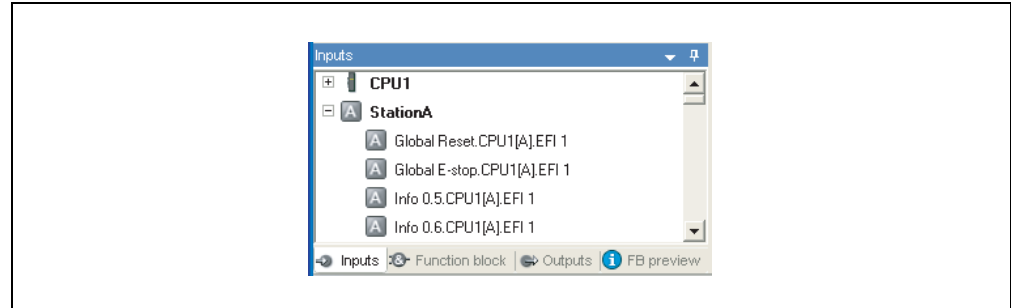 Inputs
CPU1
A StationA
A Global Reset.CPU1[A].EFI 1
A Global E-stop.CPU1[A].EFI 1
A Info 0.5.CPU1[A].EFI 1
A Info 0.6.CPU1[A].EFI 1
Inputs & Function block Outputs i FB preview